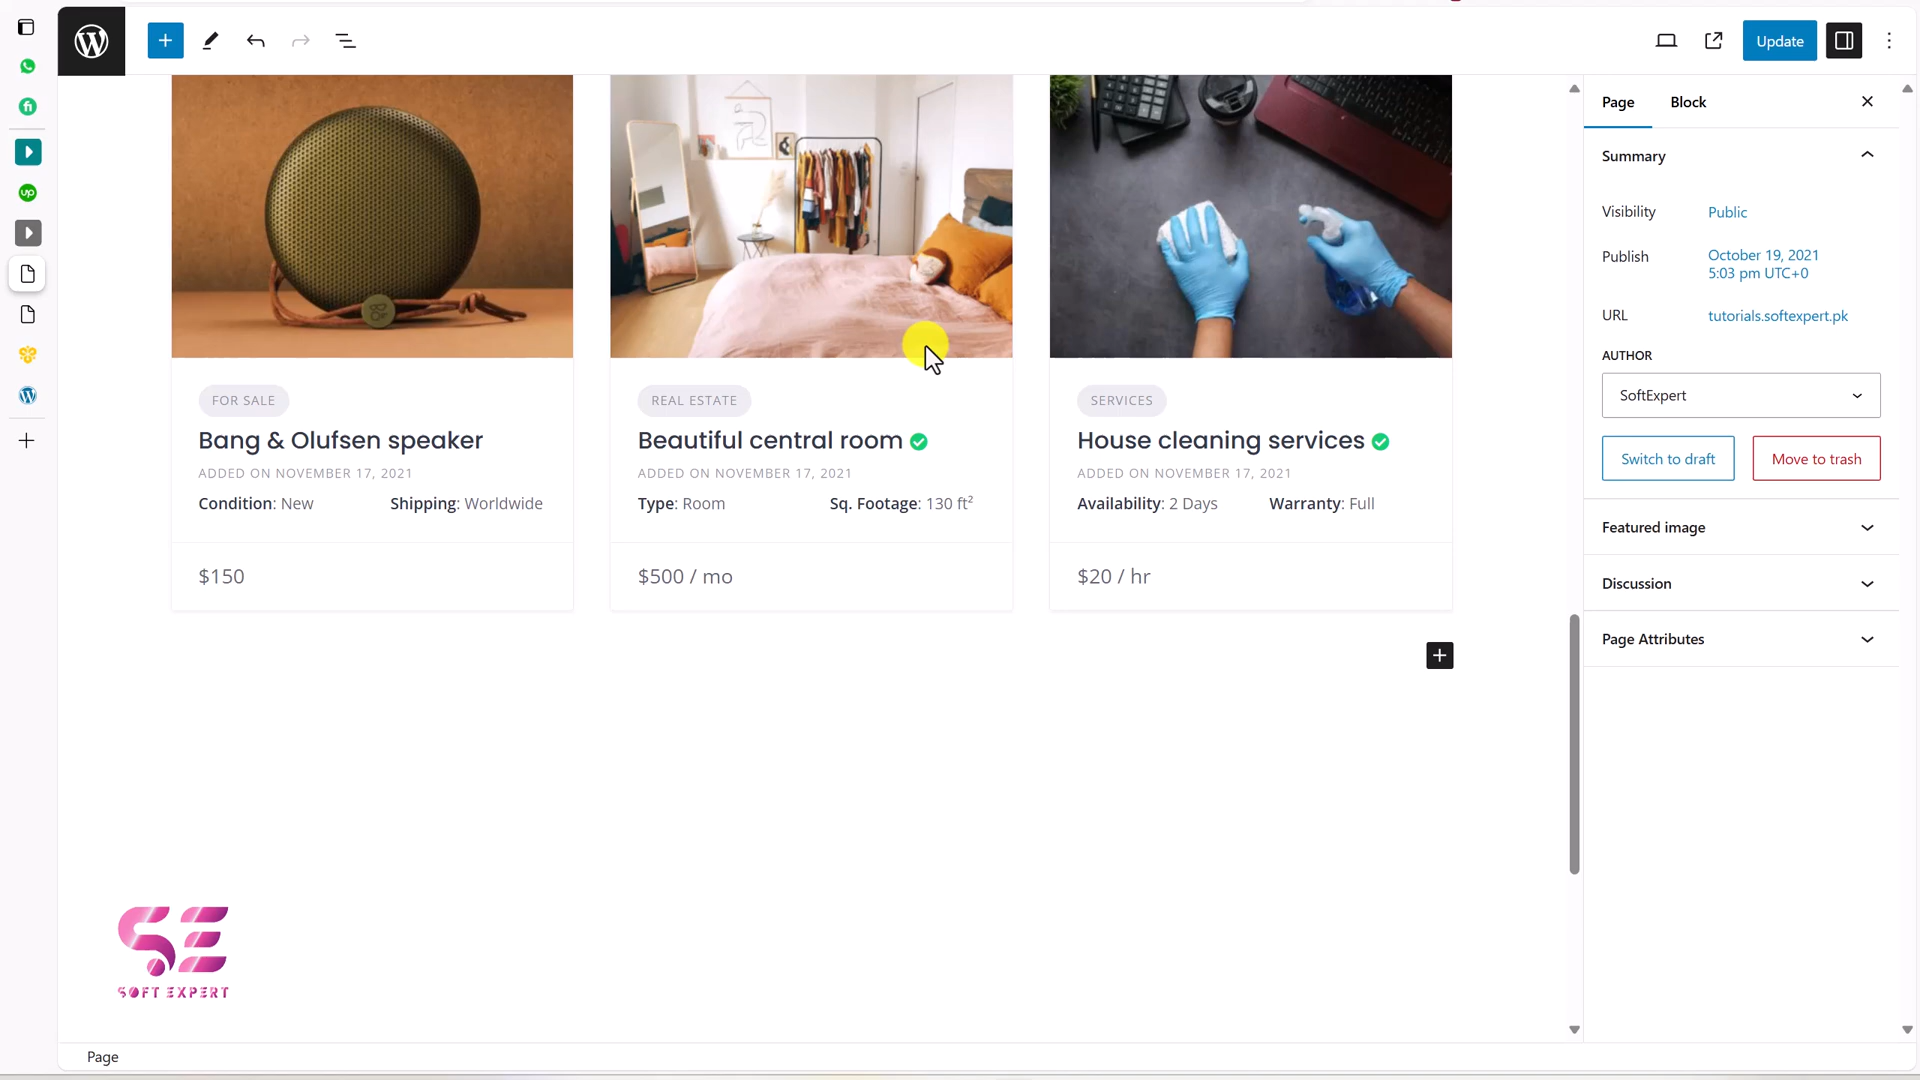 Update
Page Block
Summary
Visibility Public
Publish October 19, 2021
5:03 pm UTC+0
URL tutorials.softexpert.pk
AUTHOR
SoftExpert
Switch to draft Move to trash
Featured image
Discussion
Page Attributes
FOR SALE
Bang & Olufsen speaker
ADDED ON NOVEMBER 17, 2021
Condition: New Shipping: Worldwide
$150
REAL ESTATE
Beautiful central room
ADDED ON NOVEMBER 17, 2021
Type: Room Sq. Footage: 130 ft²
$500 / mo
SERVICES
House cleaning services
ADDED ON NOVEMBER 17, 2021
Availability: 2 Days Warranty: Full
$20 / hr
SE
SOFT EXPERT
Page